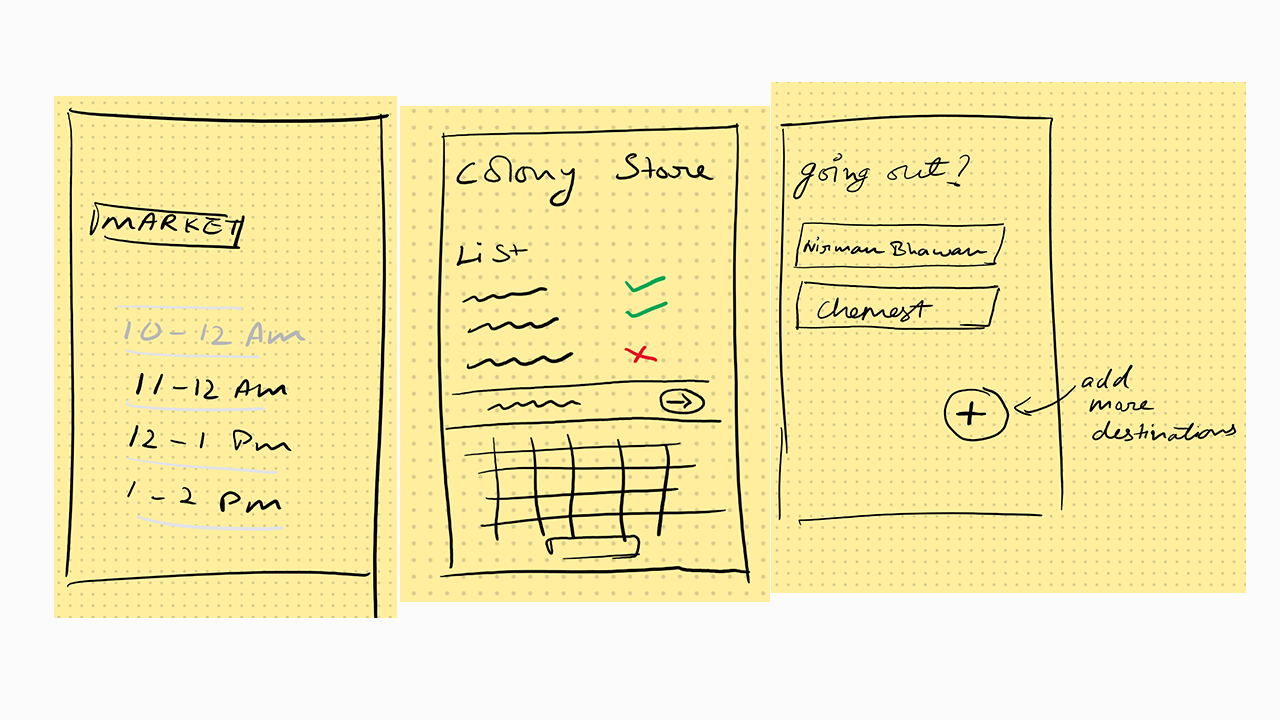 MARKET
10-12 Am
11-12 Am
12-1 Pm
1-2 Pm
Colony Store
List
going out?
Nirman Bhawan
Chemest
+
add
more
destinations